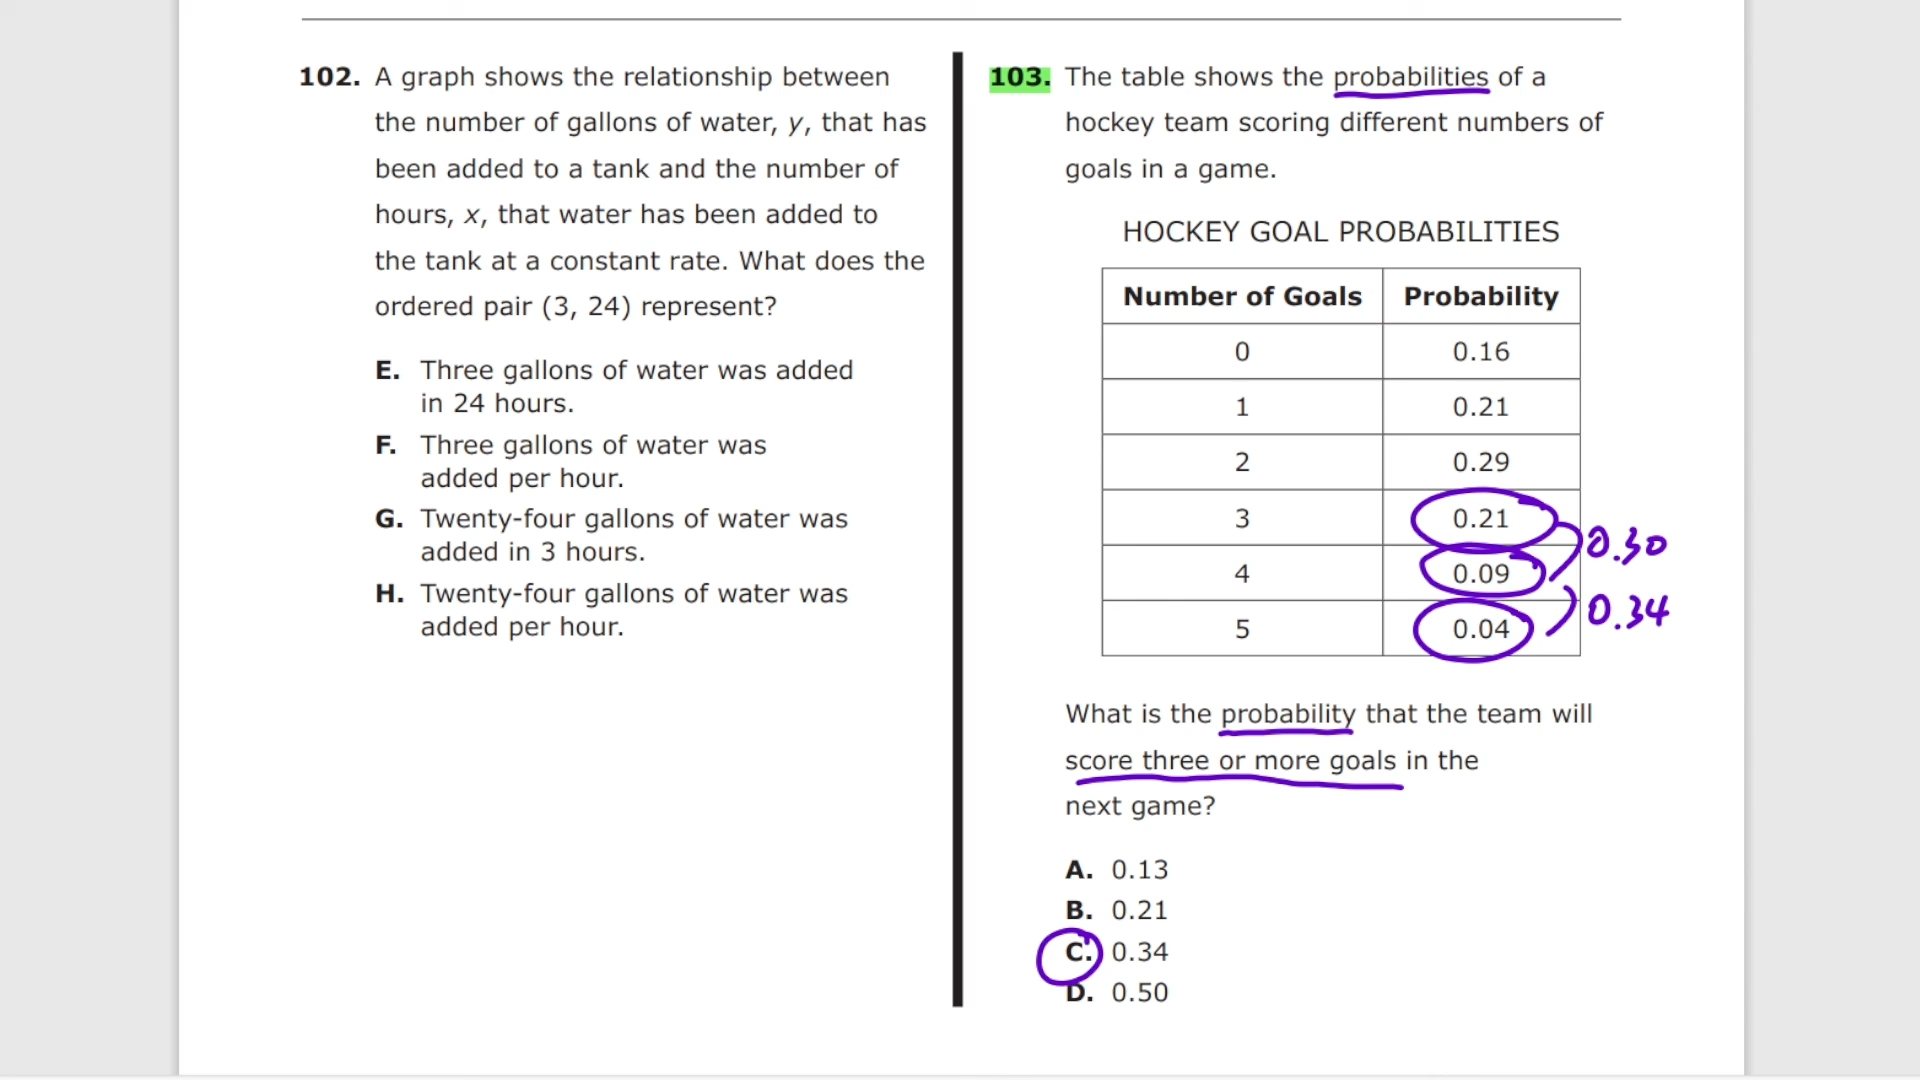 102. A graph shows the relationship between
the number of gallons of water, y, that has
been added to a tank and the number of
hours, x, that water has been added to
the tank at a constant rate. What does the
ordered pair (3, 24) represent?
E. Three gallons of water was added
in 24 hours.
F. Three gallons of water was
added per hour.
G. Twenty-four gallons of water was
added in 3 hours.
H. Twenty-four gallons of water was
added per hour.
103. The table shows the probabilities of a
hockey team scoring different numbers of
goals in a game.
HOCKEY GOAL PROBABILITIES
Number of Goals Probability
0 0.16
1 0.21
2 0.29
3 0.21
0.30
4 0.09
0.34
5 0.04
What is the probability that the team will
score three or more goals in the
next game?
A. 0.13
B. 0.21
C. 0.34
D. 0.50